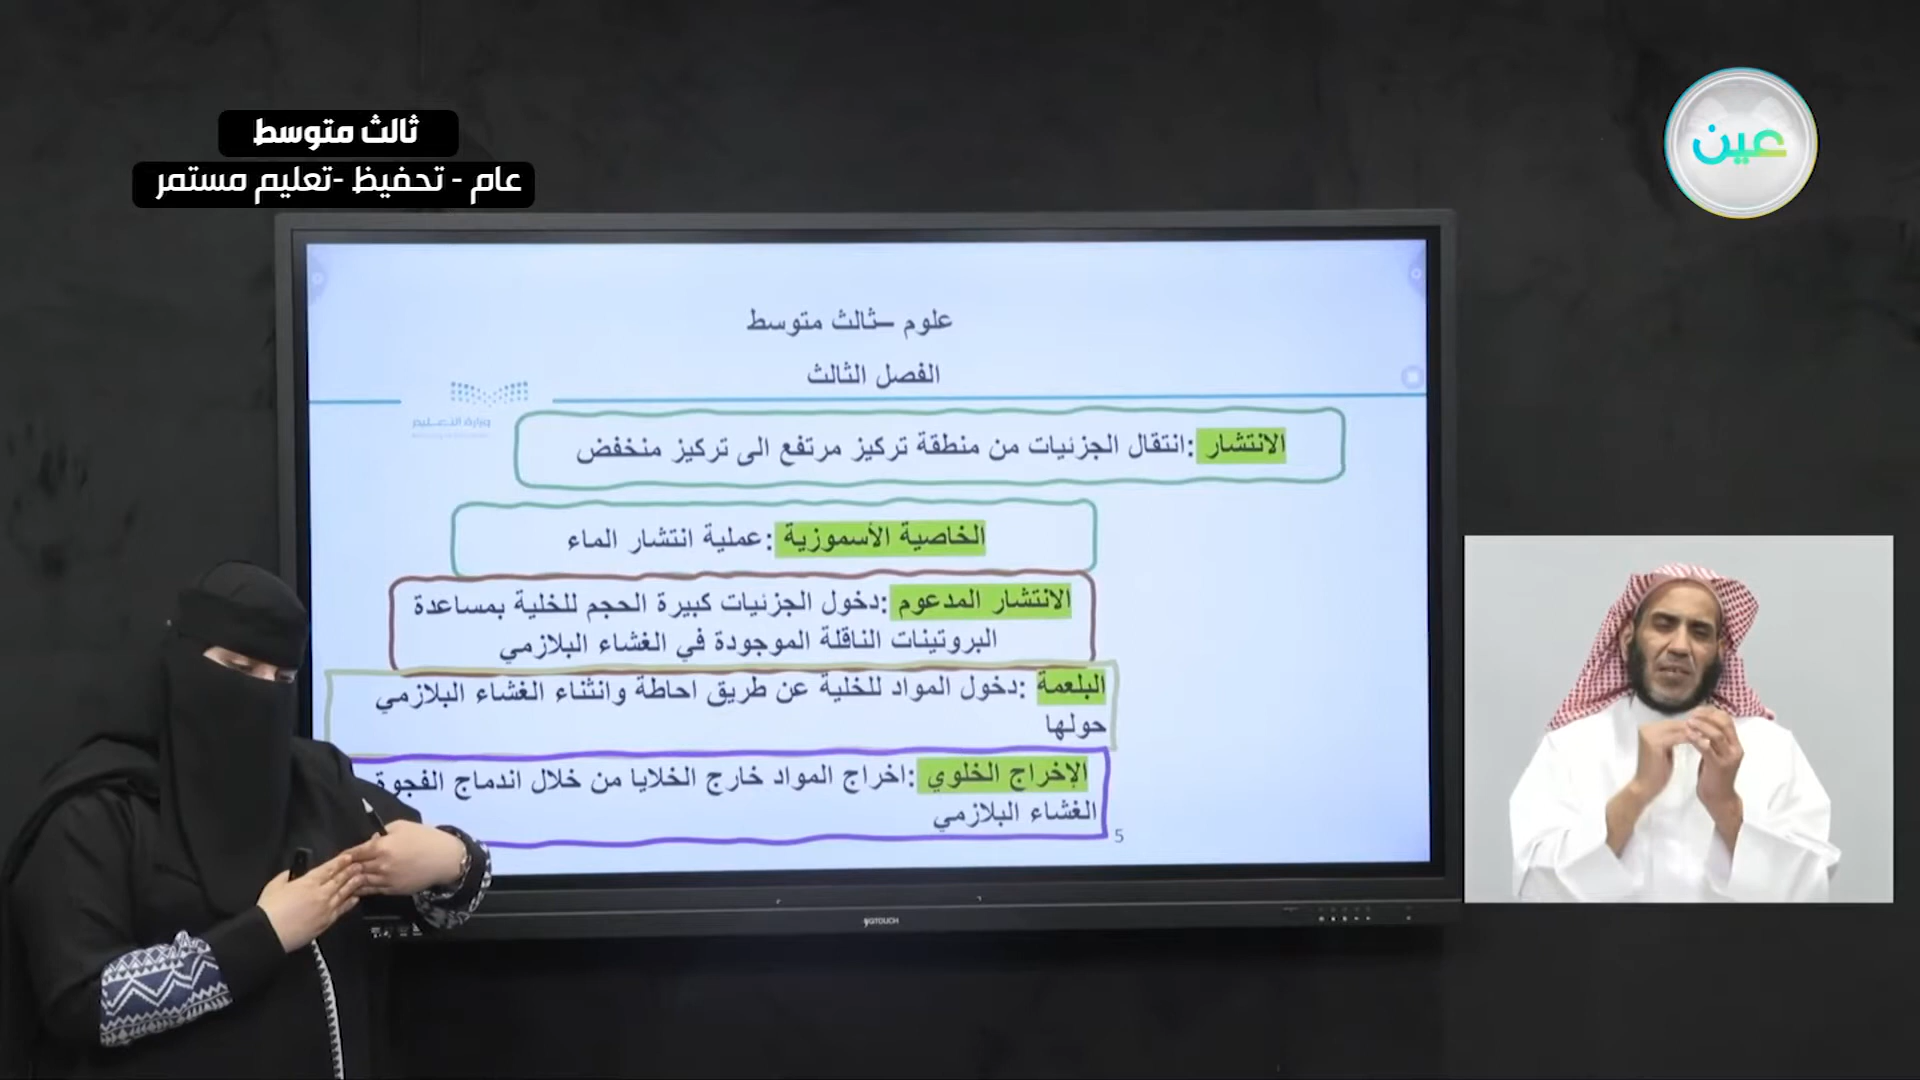 ثالث متوسط
عام - تحفيظ -تعليم مستمر
عين
علوم –ثالث متوسط
الفصل الثالث
وزارة التعليم
الانتشار :انتقال الجزئيات من منطقة تركيز مرتفع الى تركيز منخفض
الخاصية الأسموزية :عملية انتشار الماء
الانتشار المدعوم :دخول الجزئيات كبيرة الحجم للخلية بمساعدة
البروتينات الناقلة الموجودة في الغشاء البلازمي
البلعمة :دخول المواد للخلية عن طريق احاطة وانثناء الغشاء البلازمي
حولها
الإخراج الخلوي :اخراج المواد خارج الخلايا من خلال اندماج الفجوة
الغشاء البلازمي
5